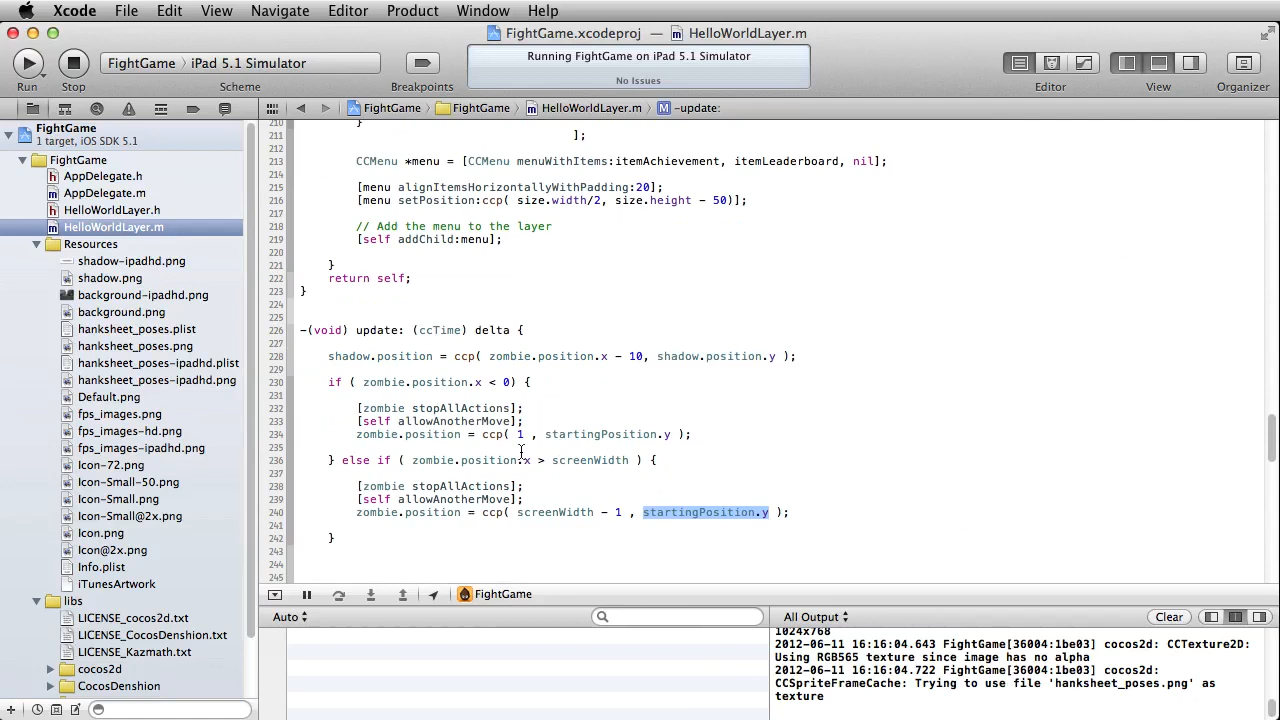 Xcode File Edit View Navigate Editor Product Window Help
FightGame.xcodeproj — HelloWorldLayer.m
FightGame 〉 iPad 5.1 Simulator
Running FightGame on iPad 5.1 Simulator
No Issues
Run Stop Scheme Breakpoints Editor View Organizer
FightGame FightGame HelloWorldLayer.m M -update:
FightGame
1 target, iOS SDK 5.1
FightGame
h AppDelegate.h
m AppDelegate.m
h HelloWorldLayer.h
m HelloWorldLayer.m
Resources
shadow-ipadhd.png
shadow.png
background-ipadhd.png
background.png
hanksheet_poses.plist
hanksheet_poses.png
hanksheet_poses-ipadhd.plist
hanksheet_poses-ipadhd.png
Default.png
fps_images.png
fps_images-hd.png
fps_images-ipadhd.png
Icon-72.png
Icon-Small-50.png
Icon-Small.png
Icon-Small@2x.png
Icon.png
Icon@2x.png
Info.plist
iTunesArtwork
libs
LICENSE_cocos2d.txt
LICENSE_CocosDenshion.txt
LICENSE_Kazmath.txt
cocos2d
CocosDenshion
210 }
211 ];
212
213 CCMenu *menu = [CCMenu menuWithItems:itemAchievement, itemLeaderboard, nil];
214
215 [menu alignItemsHorizontallyWithPadding:20];
216 [menu setPosition:ccp( size.width/2, size.height - 50)];
217
218 // Add the menu to the layer
219 [self addChild:menu];
220
221 }
222 return self;
223 }
224
225
226 -(void) update: (ccTime) delta {
227
228 shadow.position = ccp( zombie.position.x - 10, shadow.position.y );
229
230 if ( zombie.position.x < 0) {
231
232 [zombie stopAllActions];
233 [self allowAnotherMove];
234 zombie.position = ccp( 1 , startingPosition.y );
235
236 } else if ( zombie.position.x > screenWidth ) {
237
238 [zombie stopAllActions];
239 [self allowAnotherMove];
240 zombie.position = ccp( screenWidth - 1 , startingPosition.y );
241
242 }
243
244
245
FightGame
Auto
All Output
Clear
1024x768
2012-06-11 16:16:04.643 FightGame[36004:1be03] cocos2d: CCTexture2D:
Using RGB565 texture since image has no alpha
2012-06-11 16:16:04.722 FightGame[36004:1be03] cocos2d:
CCSpriteFrameCache: Trying to use file 'hanksheet_poses.png' as
texture